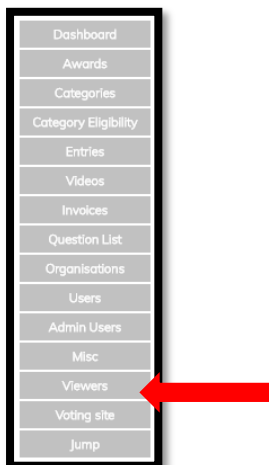 Dashboard
Awards
Categories
Category Eligibility
Entries
Videos
Invoices
Question List
Organisations
Users
Admin Users
Misc
Viewers
Voting site
Jump